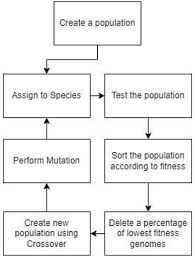 Create a population
Assign to Species
Test the population
Perform Mutation
Sort the population
according to fitness
Create new
population using
Crossover
Delete a percentage
of lowest fitness
genomes